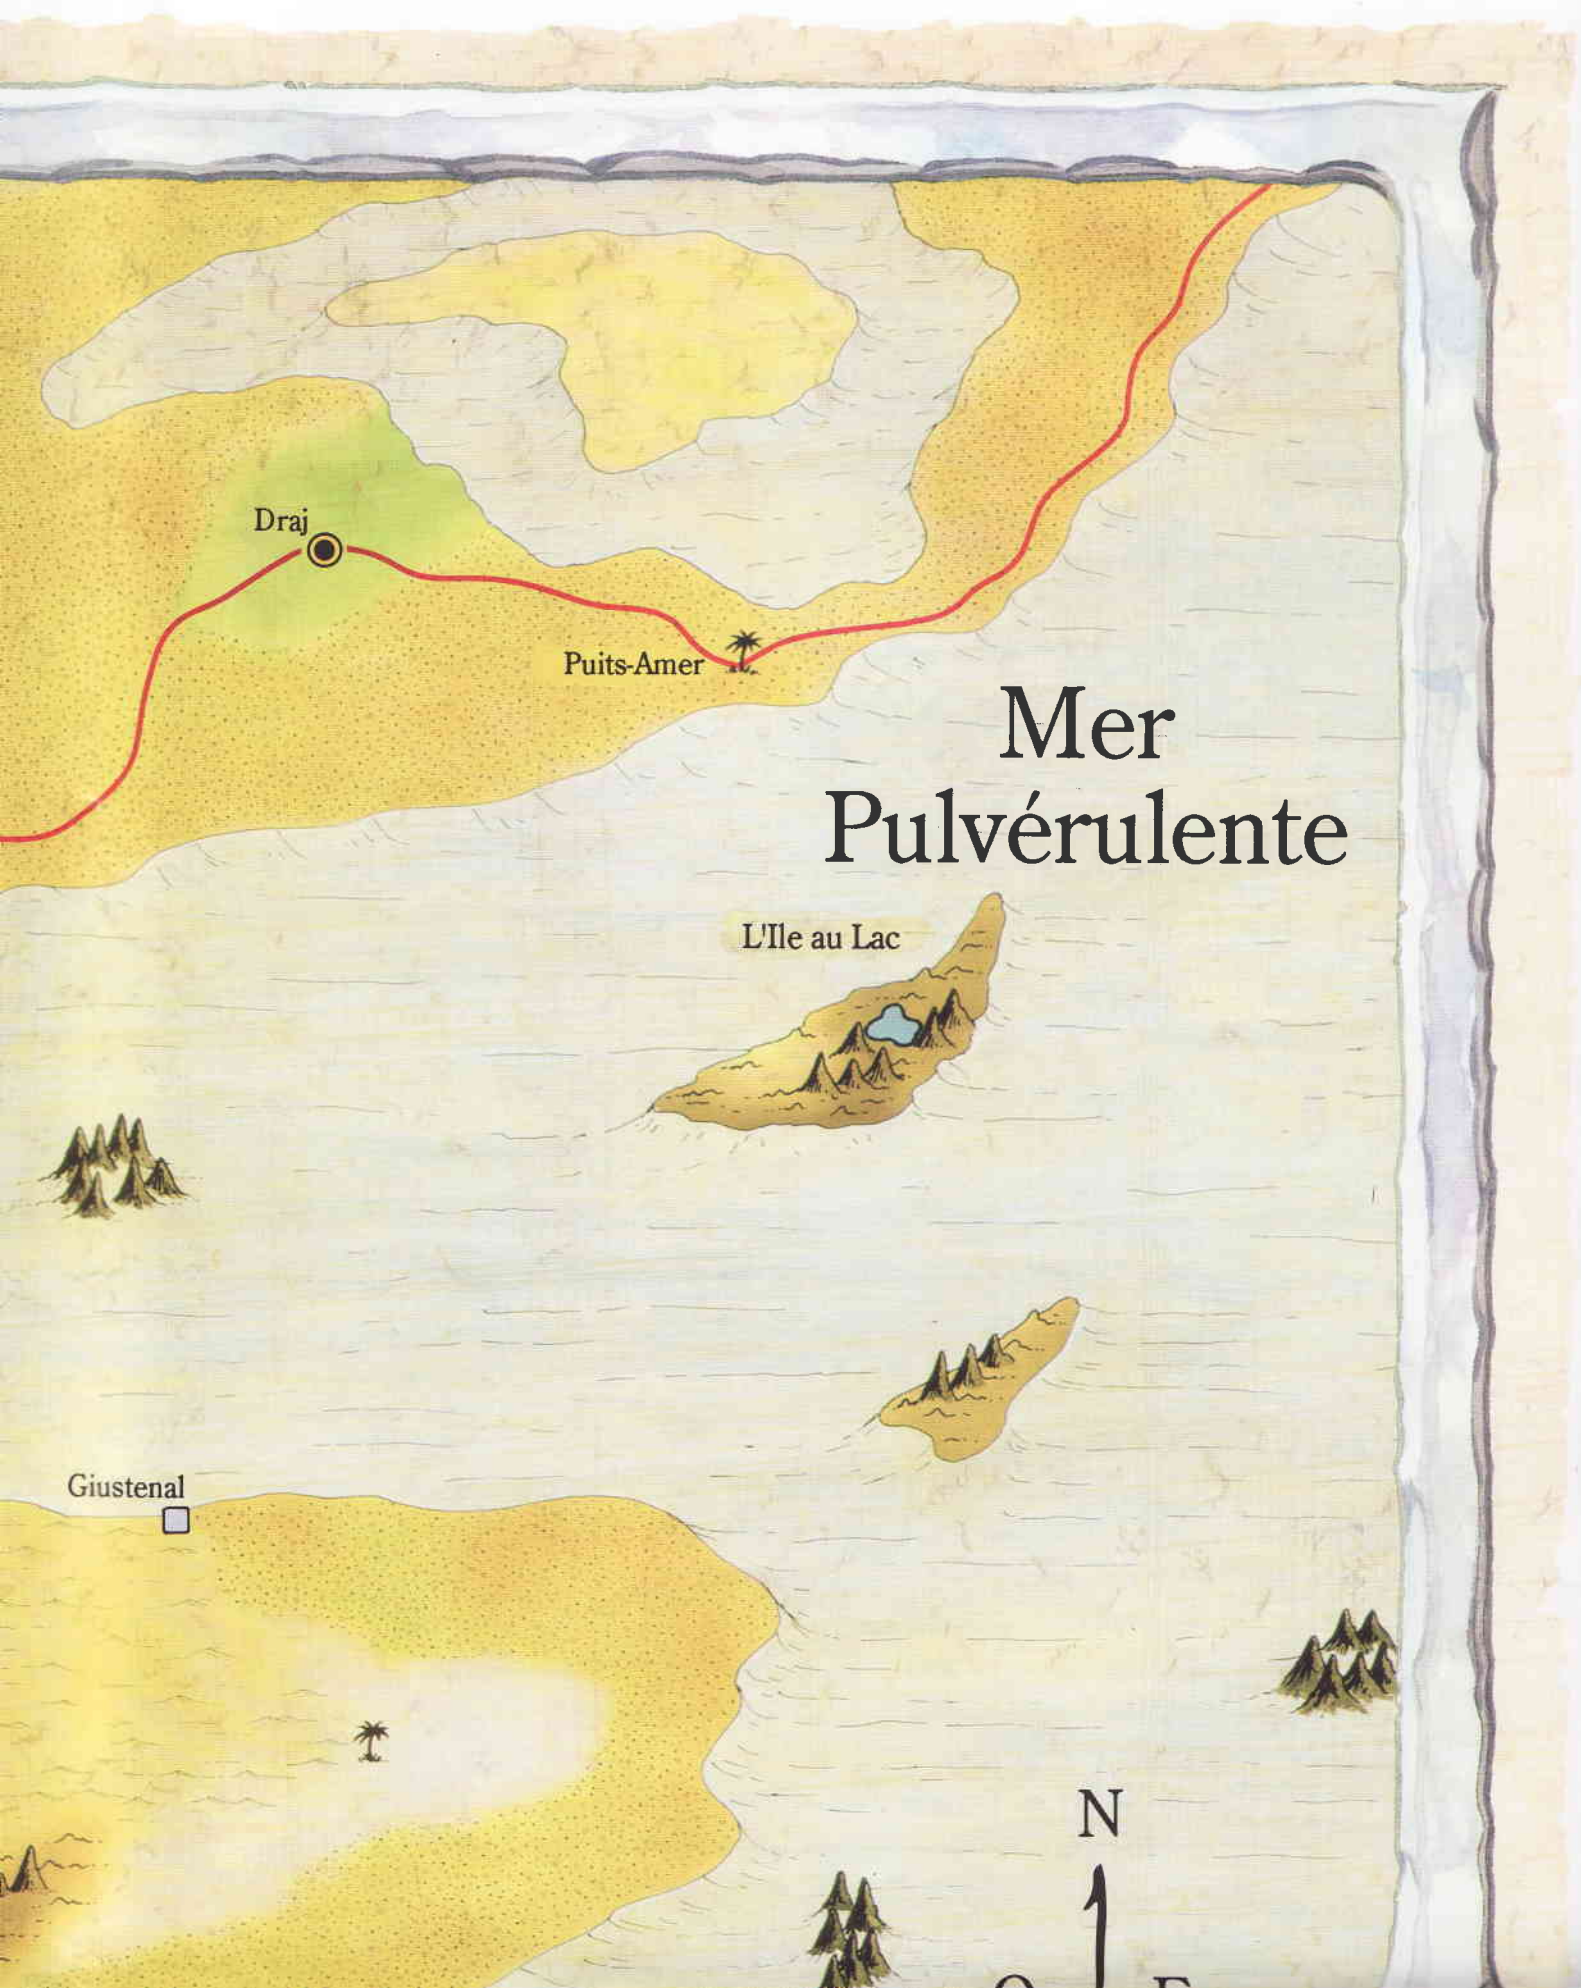 Draj
Puits-Amer
Mer
Pulvérulente
L'Ile au Lac
Giustenal
N
O E